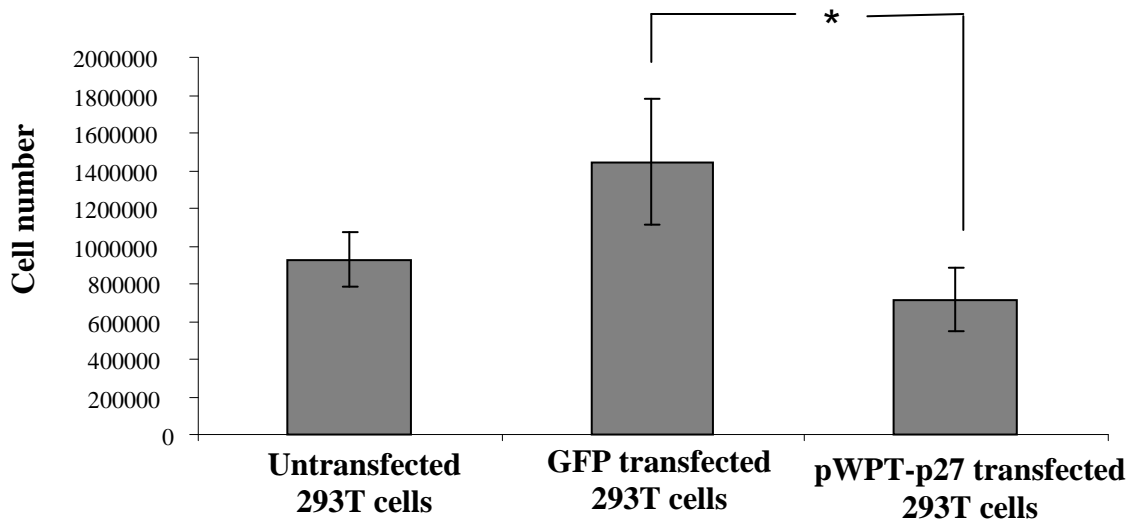 *
2000000
1800000
1600000
1400000
1200000
1000000
800000
600000
400000
200000
0
Cell number
Untransfected
293T cells
GFP transfected
293T cells
pWPT-p27 transfected
293T cells